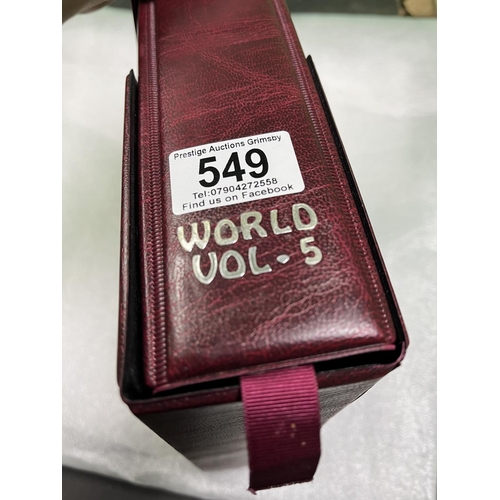 Prestige Auctions Grimsby
549
Tel:07904272558
Find us on Facebook
WORLD
VOL - 5